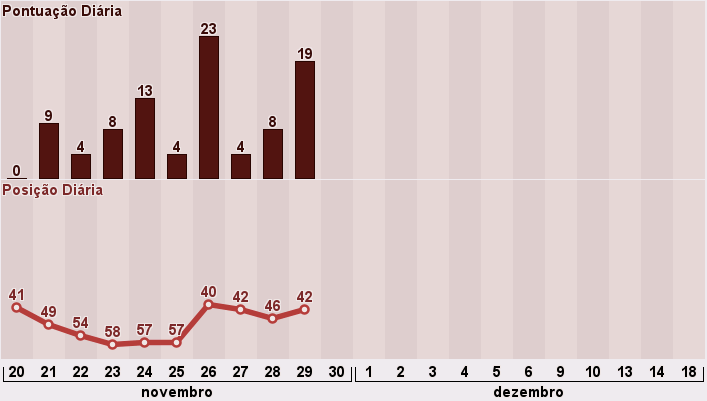 Pontuação Diária
0 9 4 8 13 4 23 4 8 19
Posição Diária
41 49 54 58 57 57 40 42 46 42
20 21 22 23 24 25 26 27 28 29 30 1 2 3 4 5 6 9 10 13 14 18
novembro dezembro